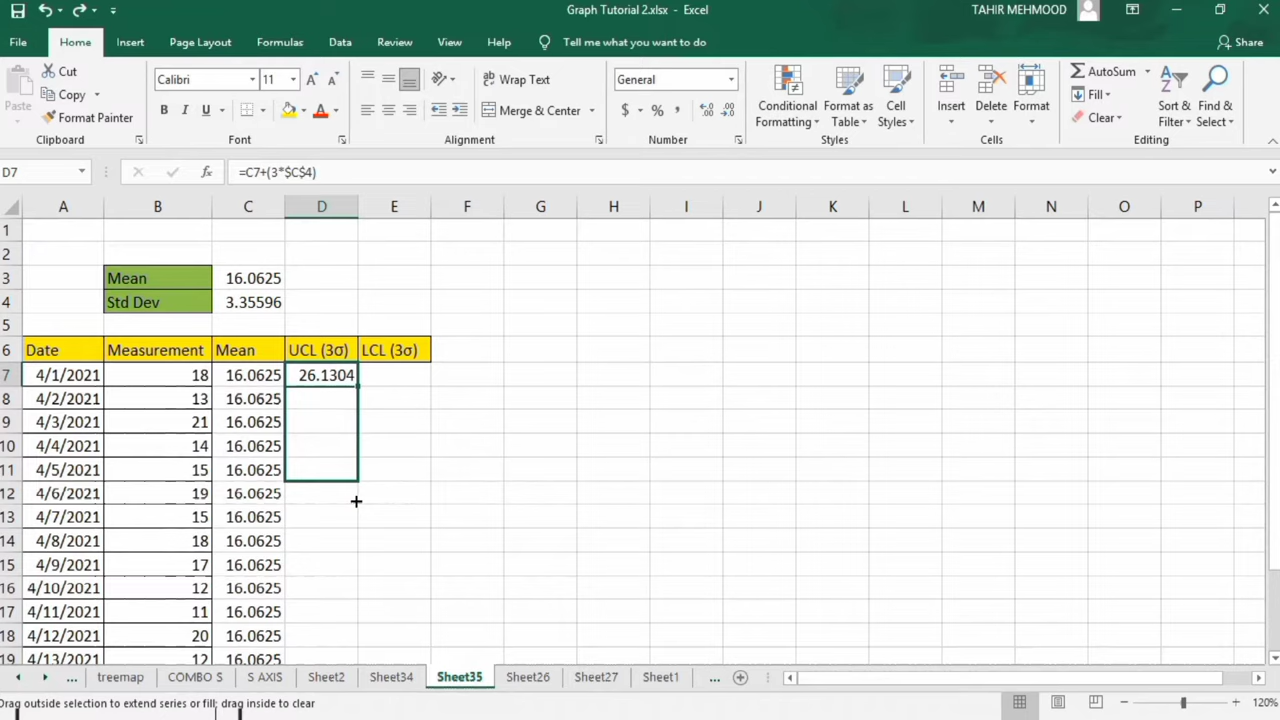 Graph Tutorial 2.xlsx - Excel
TAHIR MEHMOOD
File Home Insert Page Layout Formulas Data Review View Help Tell me what you want to do Share
Paste
Cut
Copy
Format Painter
Clipboard
Calibri 11
B I U
Font
Wrap Text
Merge & Center
Alignment
General
$ % ,
Number
Conditional Formatting
Format as Table
Cell Styles
Styles
Insert Delete Format
Cells
AutoSum
Fill
Clear
Sort & Filter
Find & Select
Editing
D7 fx =C7+(3*$C$4)
A B C D E F G H I J K L M N O P
1
2
3 Mean 16.0625
4 Std Dev 3.35596
5
6 Date Measurement Mean UCL (3σ) LCL (3σ)
7 4/1/2021 18 16.0625 26.1304
8 4/2/2021 13 16.0625
9 4/3/2021 21 16.0625
10 4/4/2021 14 16.0625
11 4/5/2021 15 16.0625
12 4/6/2021 19 16.0625
13 4/7/2021 15 16.0625
14 4/8/2021 18 16.0625
15 4/9/2021 17 16.0625
16 4/10/2021 12 16.0625
17 4/11/2021 11 16.0625
18 4/12/2021 20 16.0625
19 4/13/2021 12 16.0625
... treemap COMBO S S AXIS Sheet2 Sheet34 Sheet35 Sheet26 Sheet27 Sheet1 ...
Drag outside selection to extend series or fill; drag inside to clear
120%